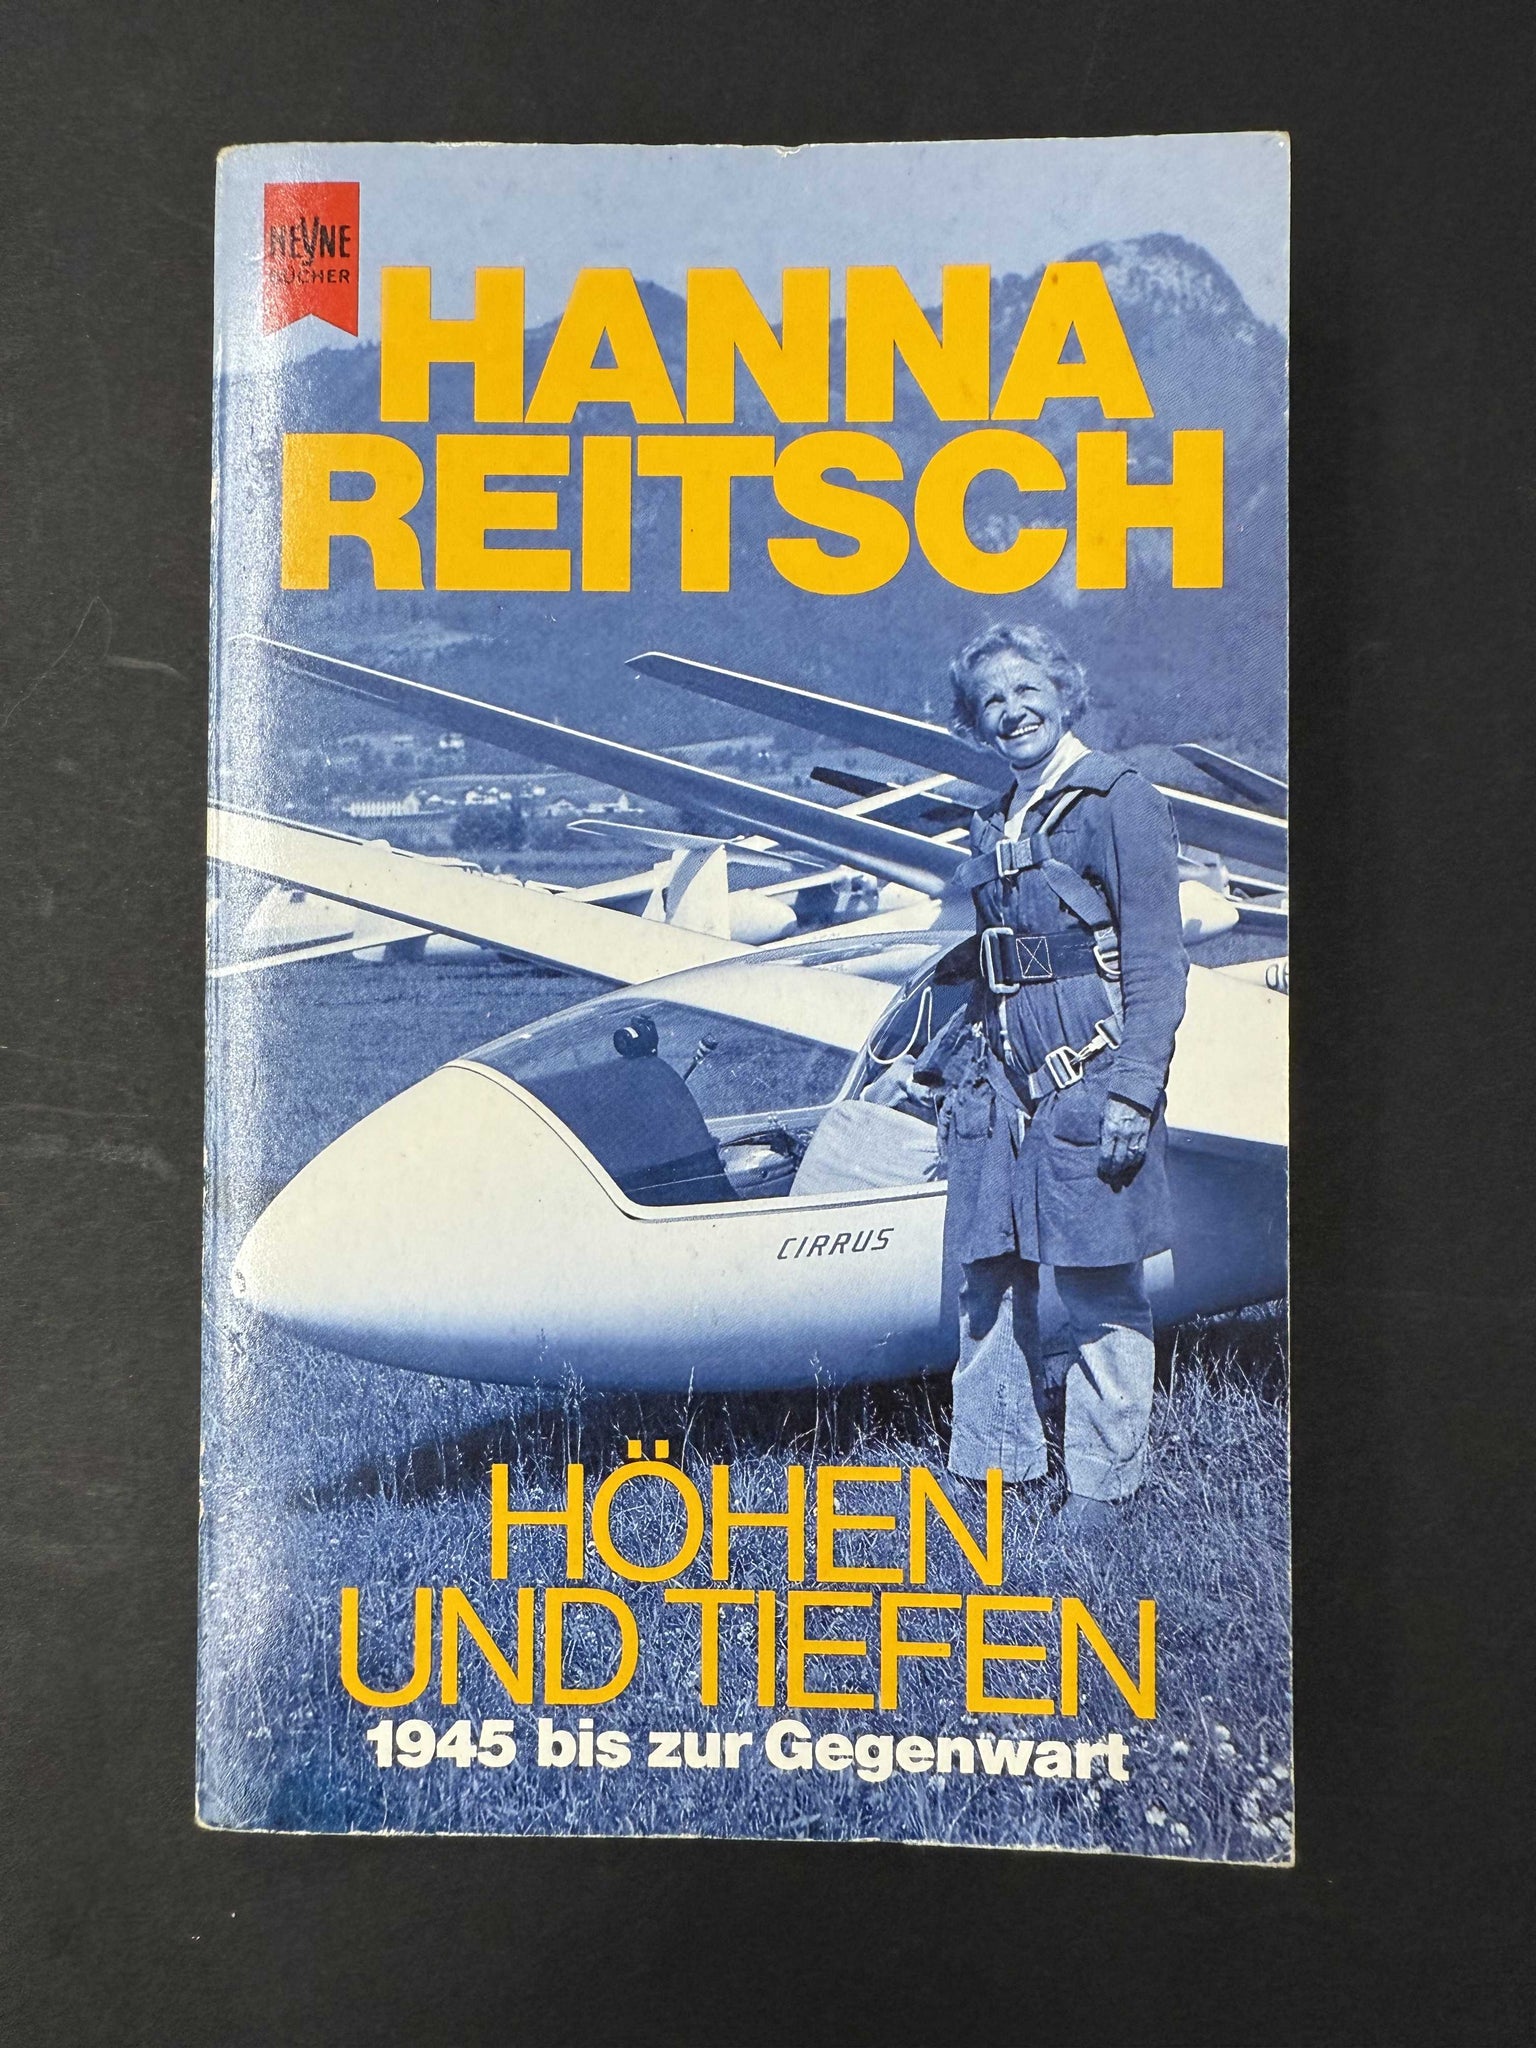 HEYNE
BÜCHER
HANNA
REITSCH
CIRRUS
HÖHEN
UND TIEFEN
1945 bis zur Gegenwart